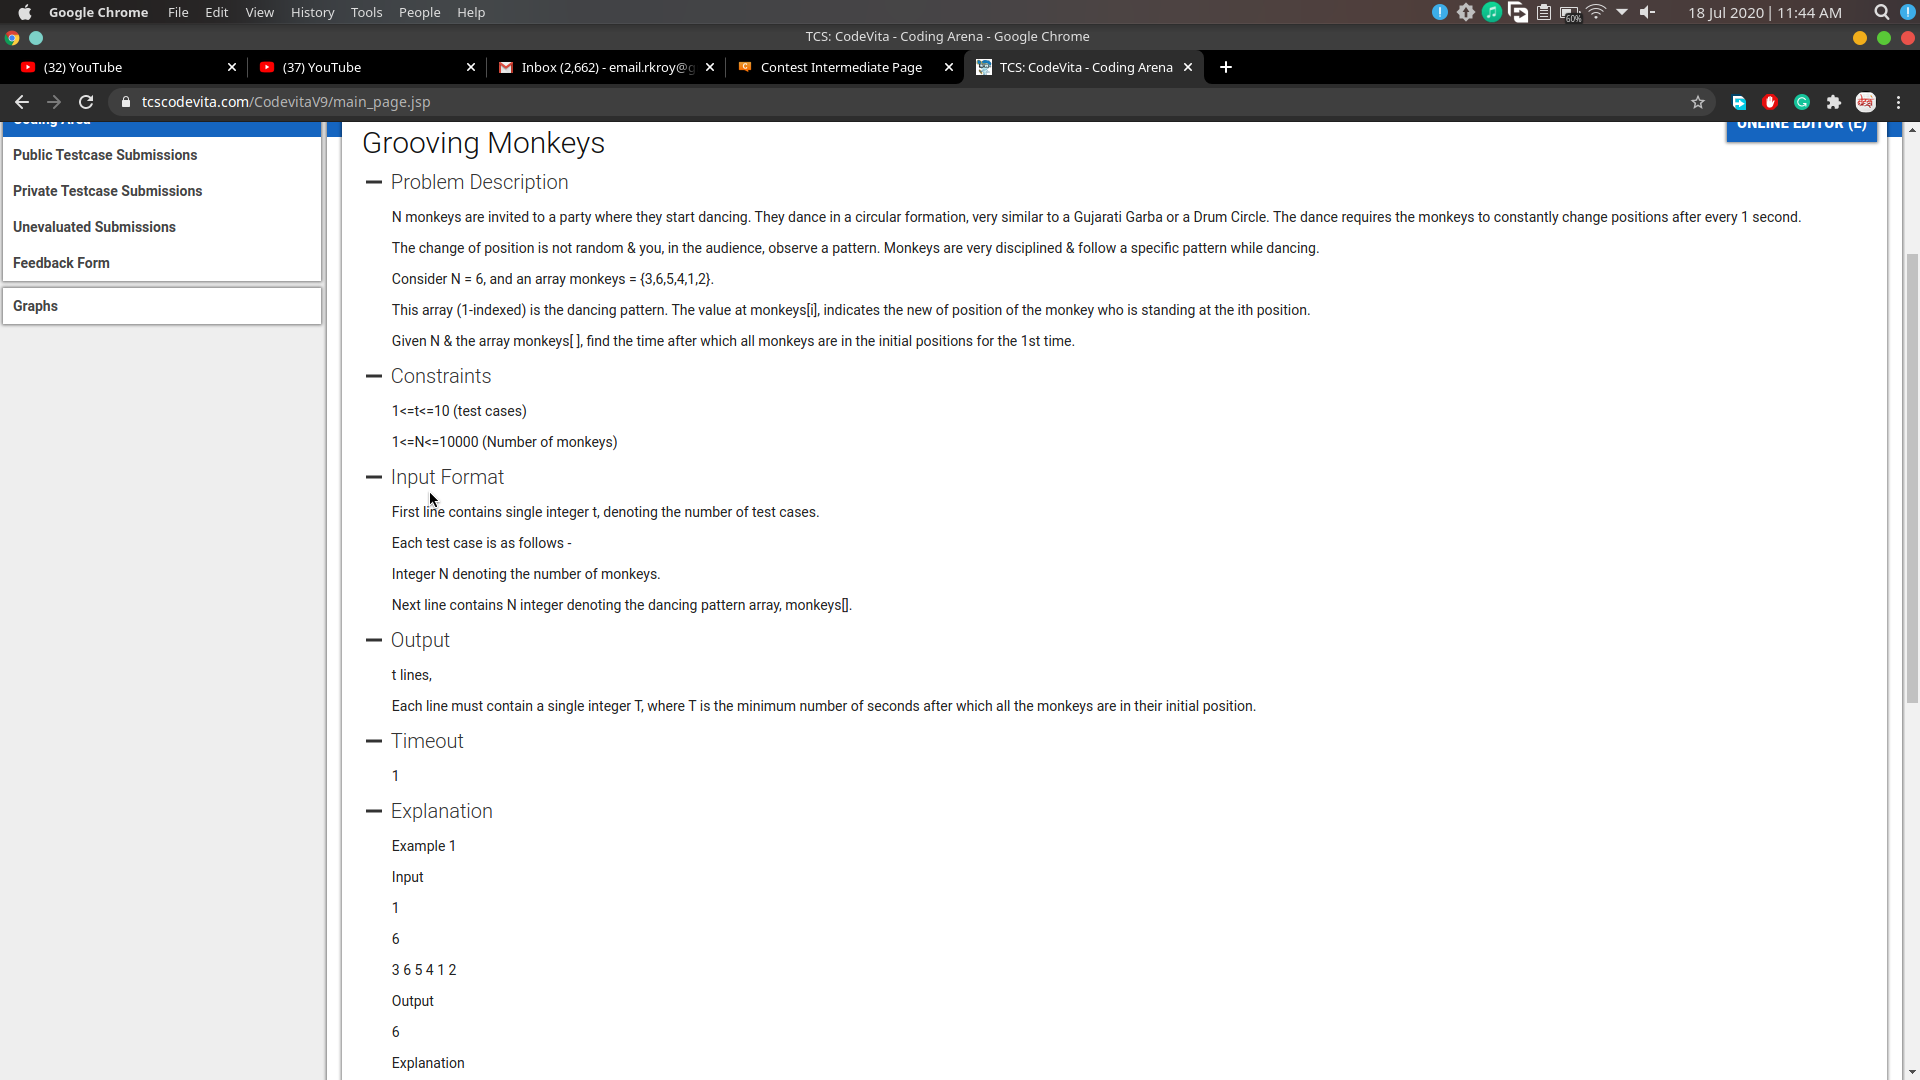 Google Chrome File Edit View History Tools People Help
60%
18 Jul 2020 | 11:44 AM
TCS: CodeVita - Coding Arena - Google Chrome
(32) YouTube
(37) YouTube
Inbox (2,662) - email.rkroy@g
Contest Intermediate Page
TCS: CodeVita - Coding Arena
tcscodevita.com/CodevitaV9/main_page.jsp
Coding Area
Public Testcase Submissions
Private Testcase Submissions
Unevaluated Submissions
Feedback Form
Graphs
ONLINE EDITOR (E)
Grooving Monkeys
Problem Description
N monkeys are invited to a party where they start dancing. They dance in a circular formation, very similar to a Gujarati Garba or a Drum Circle. The dance requires the monkeys to constantly change positions after every 1 second.
The change of position is not random & you, in the audience, observe a pattern. Monkeys are very disciplined & follow a specific pattern while dancing.
Consider N = 6, and an array monkeys = {3,6,5,4,1,2}.
This array (1-indexed) is the dancing pattern. The value at monkeys[i], indicates the new of position of the monkey who is standing at the ith position.
Given N & the array monkeys[ ], find the time after which all monkeys are in the initial positions for the 1st time.
Constraints
1<=t<=10 (test cases)
1<=N<=10000 (Number of monkeys)
Input Format
First line contains single integer t, denoting the number of test cases.
Each test case is as follows -
Integer N denoting the number of monkeys.
Next line contains N integer denoting the dancing pattern array, monkeys[].
Output
t lines,
Each line must contain a single integer T, where T is the minimum number of seconds after which all the monkeys are in their initial position.
Timeout
1
Explanation
Example 1
Input
1
6
3 6 5 4 1 2
Output
6
Explanation